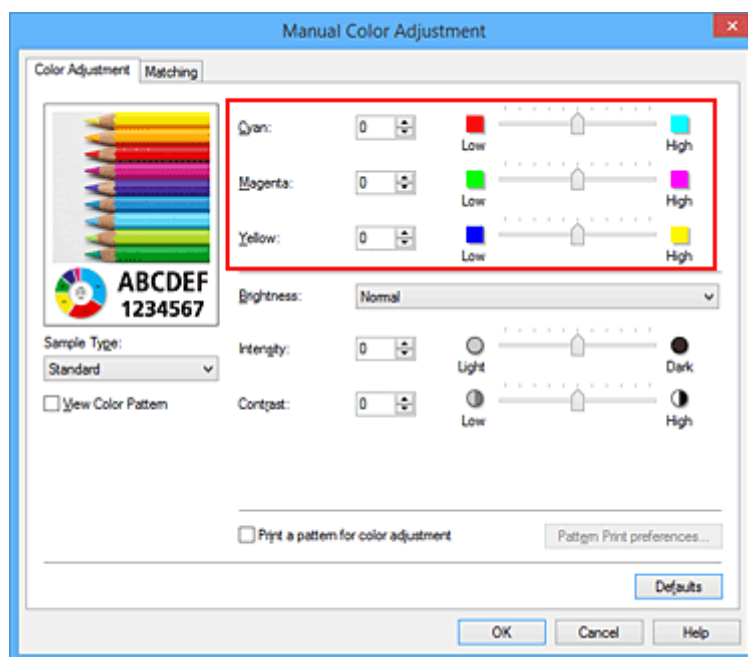 Manual Color Adjustment
Color Adjustment Matching
Cyan: 0 Low High
Magenta: 0 Low High
Yellow: 0 Low High
ABCDEF
1234567
Brightness: Normal
Sample Type:
Standard
Intensity: 0 Light Dark
View Color Pattern
Contrast: 0 Low High
Print a pattern for color adjustment Pattern Print preferences...
Defaults
OK Cancel Help